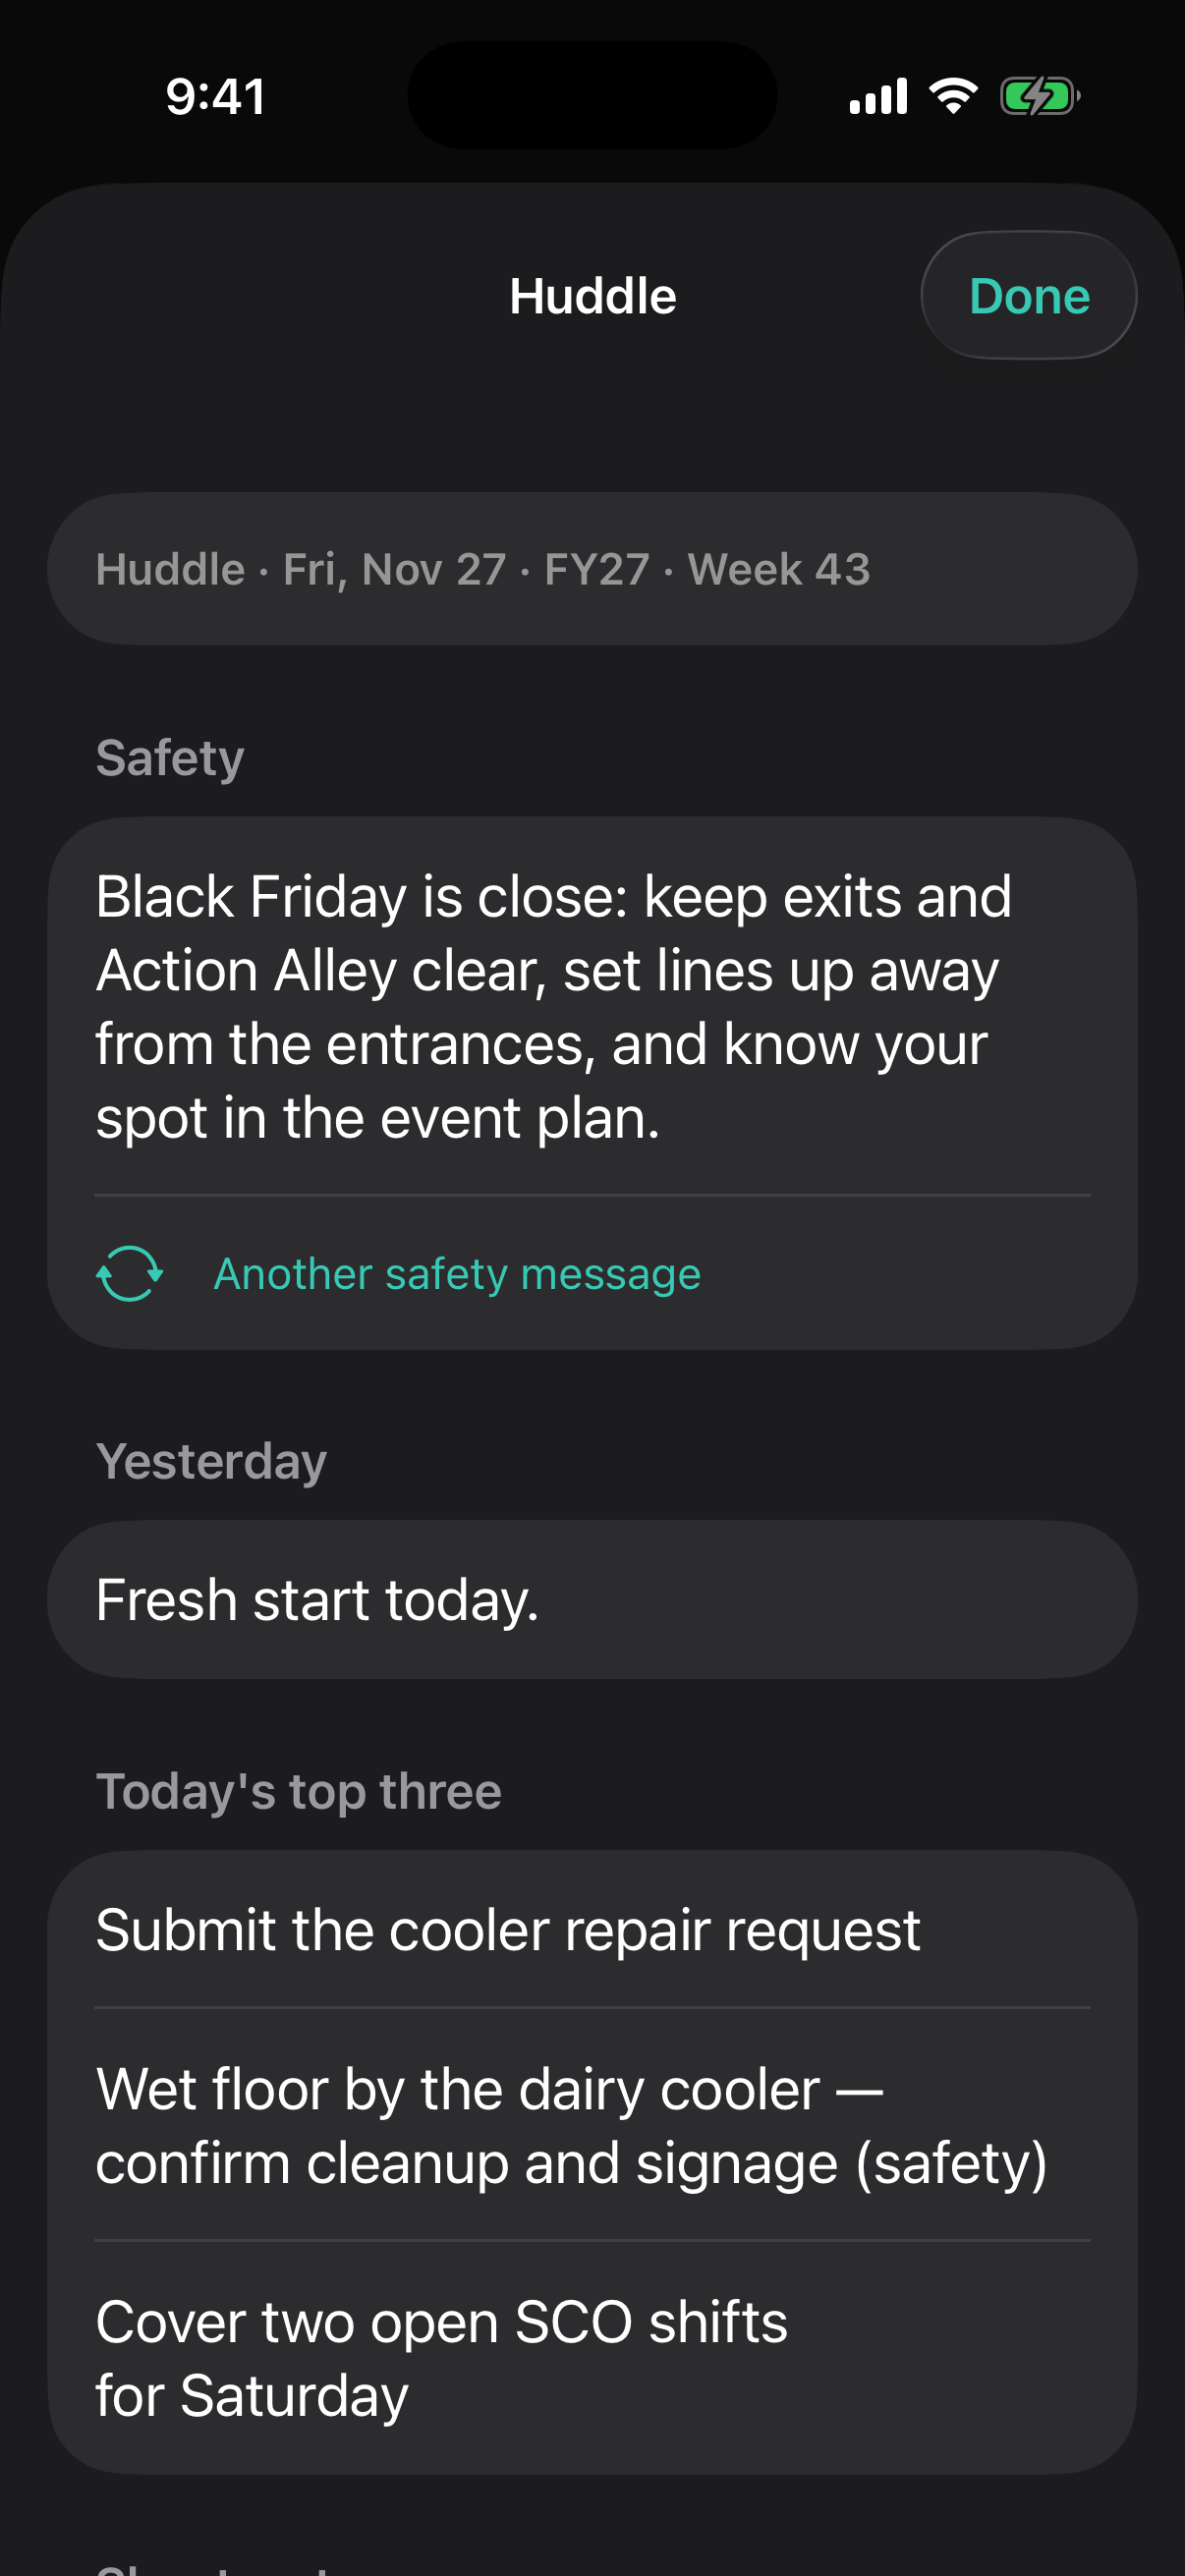 9:41
Huddle
Done
Huddle · Fri, Nov 27 · FY27 · Week 43
Safety
Black Friday is close: keep exits and
Action Alley clear, set lines up away
from the entrances, and know your
spot in the event plan.
Another safety message
Yesterday
Fresh start today.
Today's top three
Submit the cooler repair request
Wet floor by the dairy cooler —
confirm cleanup and signage (safety)
Cover two open SCO shifts
for Saturday